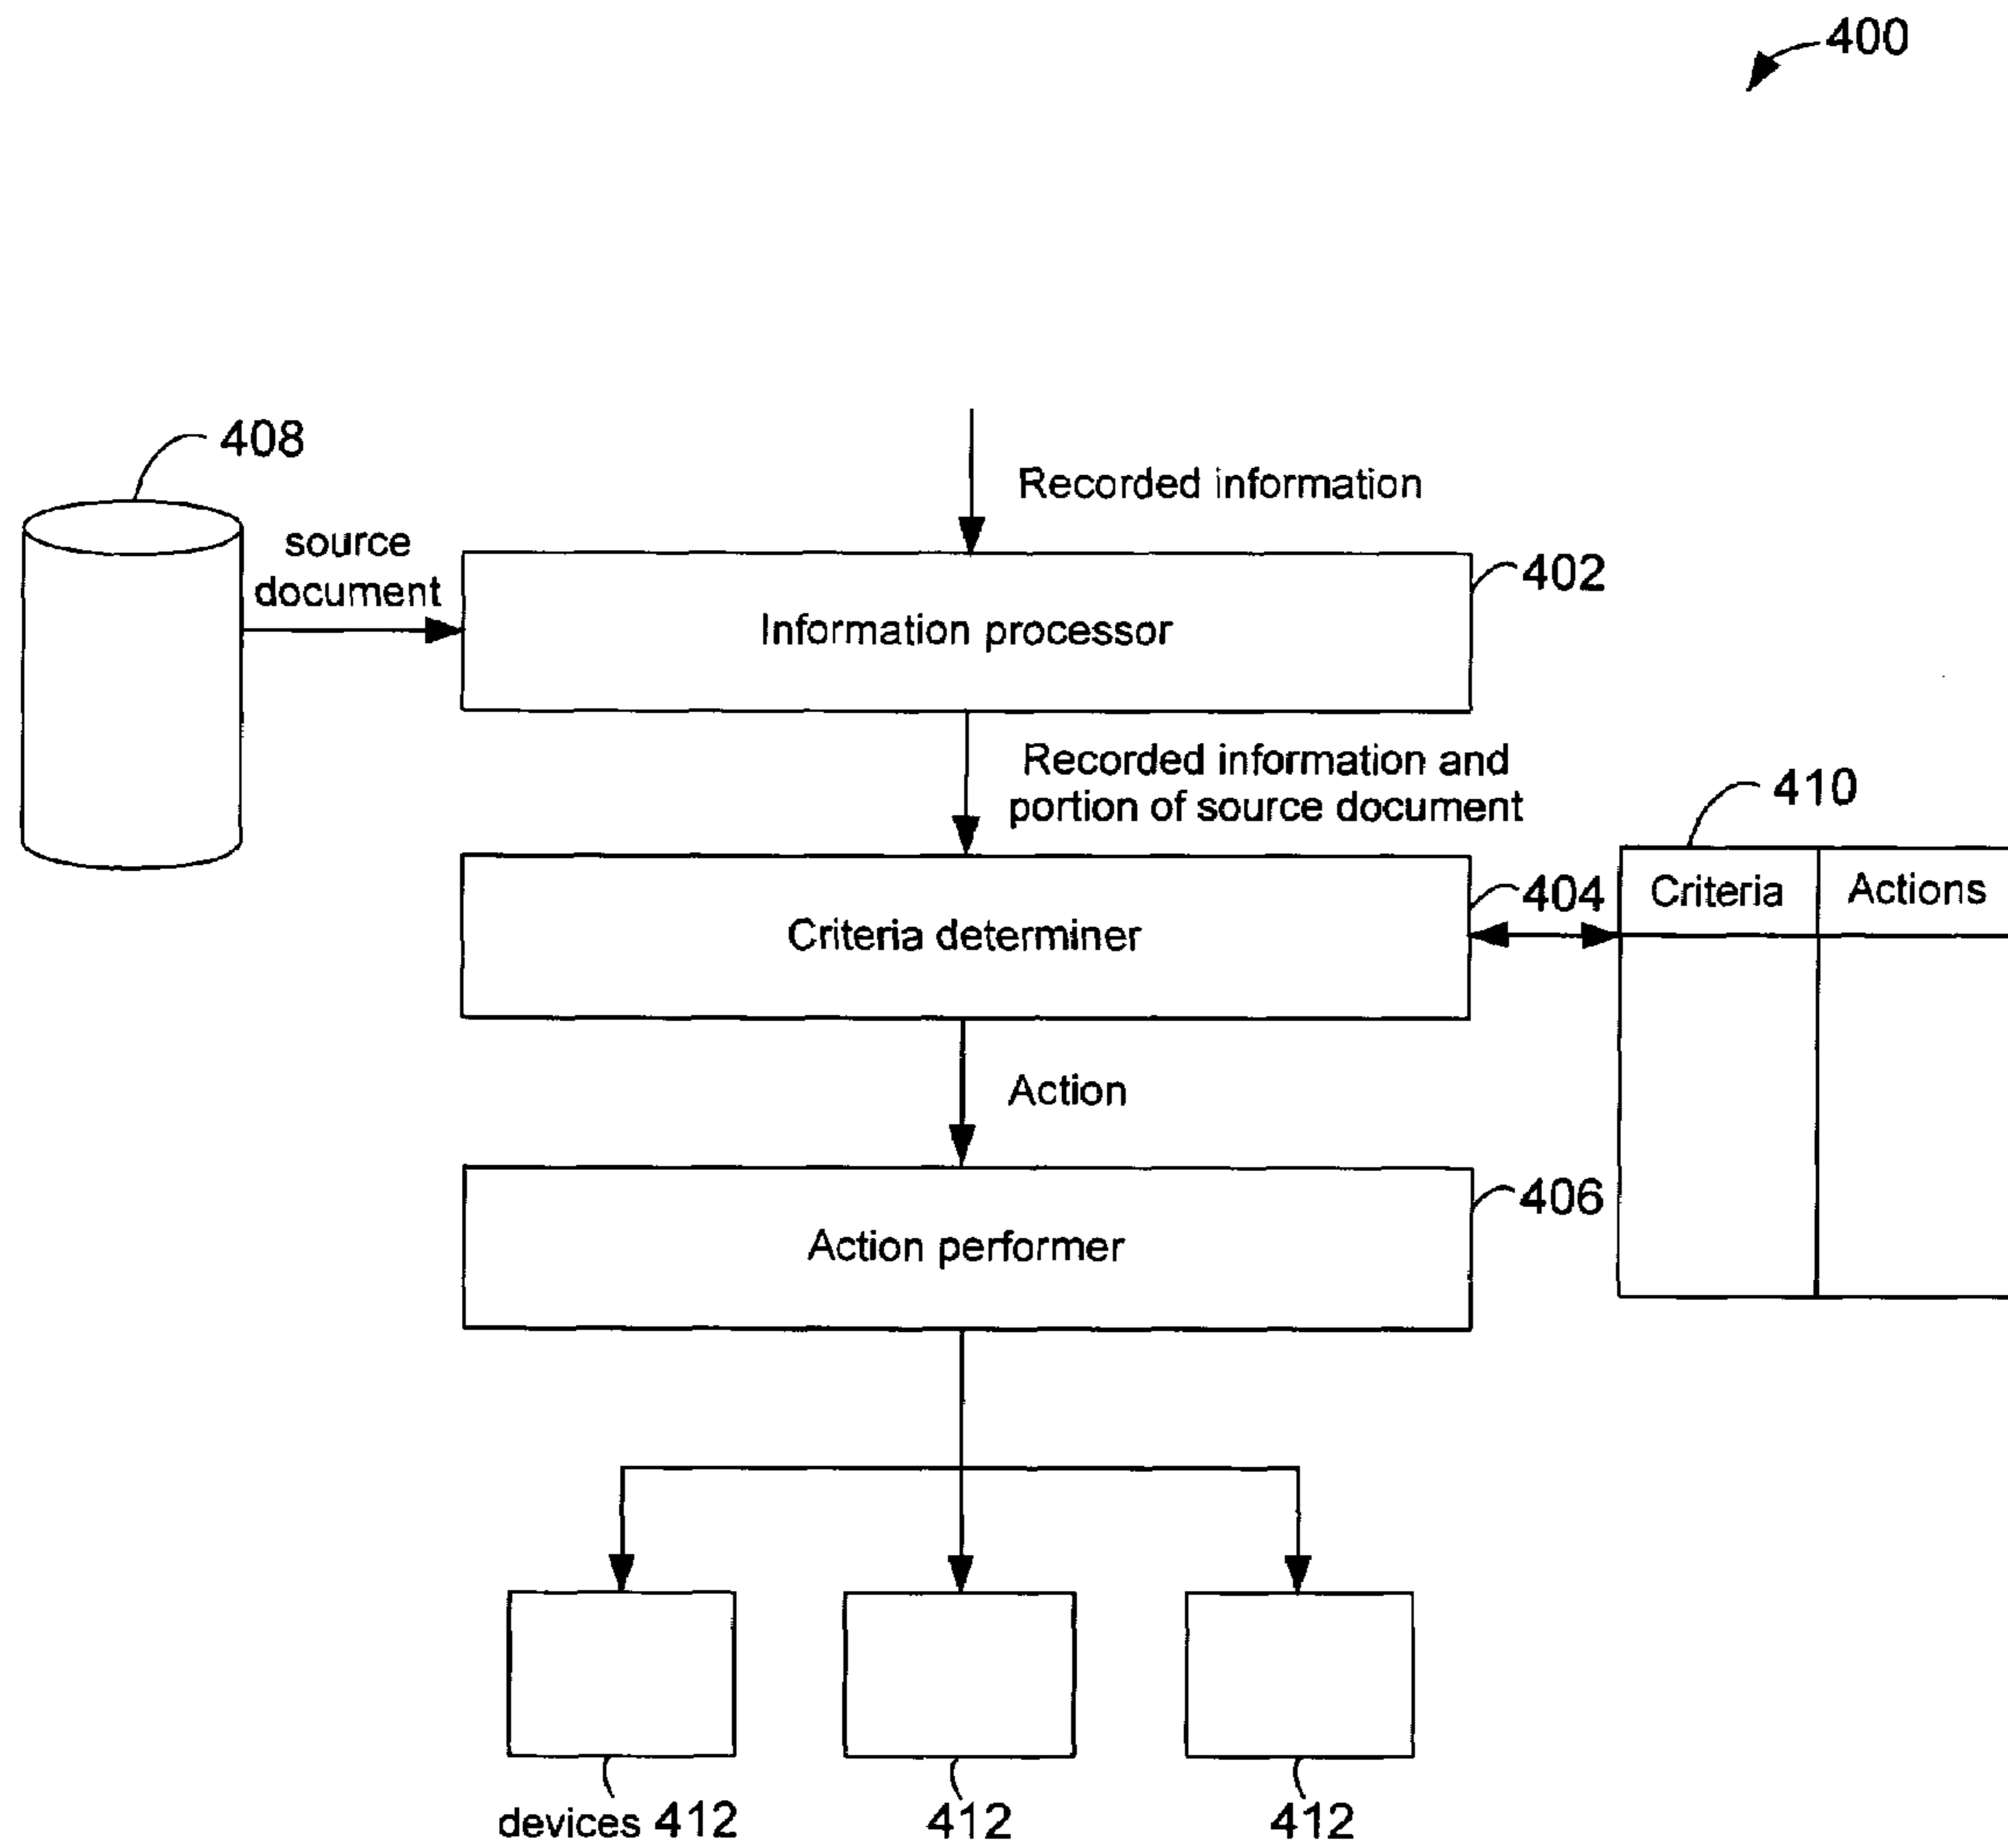 400
408
Recorded information
source
document
402
Information processor
Recorded information and
portion of source document
410
404
Criteria
Actions
Criteria determiner
Action
406
Action performer
devices 412
412
412